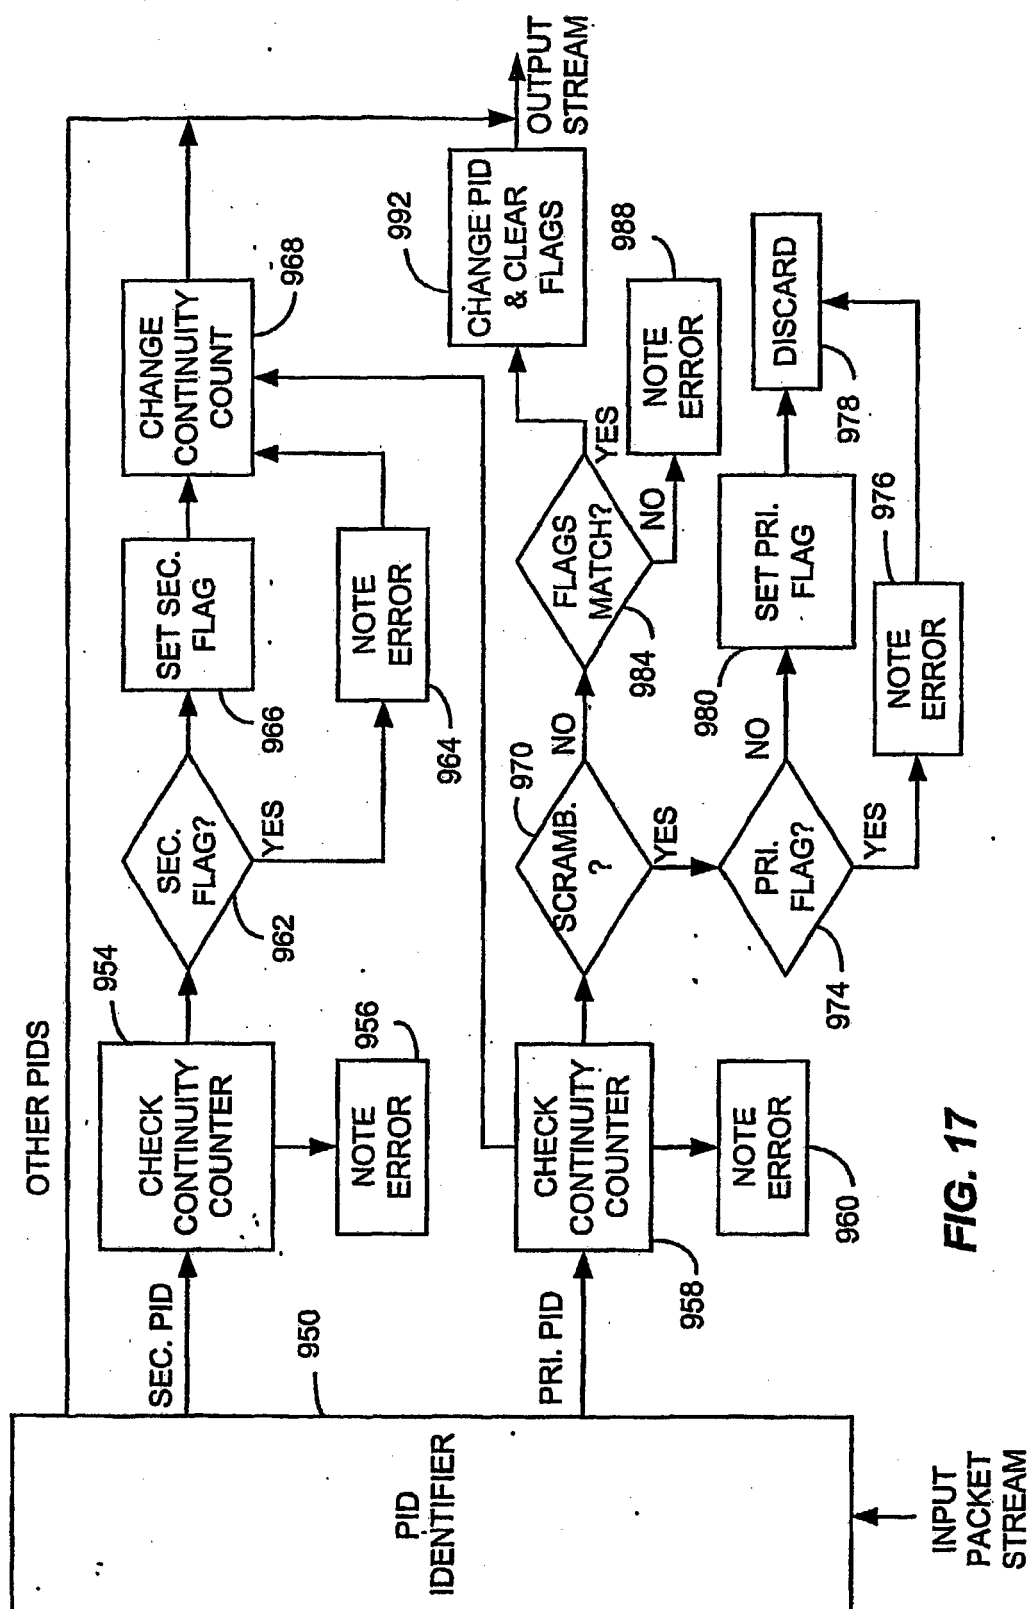 OTHER PIDS
PID
IDENTIFIER
INPUT
PACKET
STREAM
950
SEC. PID
954
CHECK
CONTINUITY
COUNTER
956
NOTE
ERROR
SEC.
FLAG?
962
YES
SET SEC.
FLAG
966
NOTE
ERROR
964
CHANGE
CONTINUITY
COUNT
968
PRI. PID
CHECK
CONTINUITY
COUNTER
958
NOTE
ERROR
960
970
SCRAMB.
?
NO
YES
FLAGS
MATCH?
984
YES
NO
992
CHANGE PID
& CLEAR
FLAGS
OUTPUT
STREAM
988
NOTE
ERROR
PRI.
FLAG?
974
NO
YES
980
SET PRI.
FLAG
976
NOTE
ERROR
DISCARD
978
FIG. 17